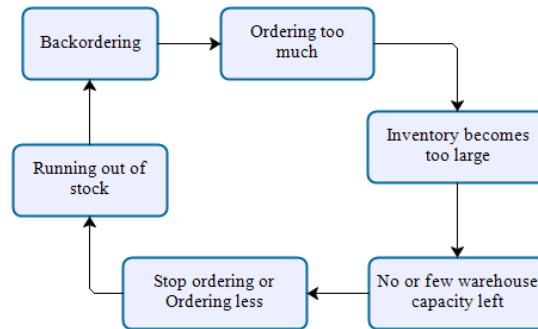 Backordering
Ordering too
much
Inventory becomes
too large
Running out of
stock
Stop ordering or
Ordering less
No or few warehouse
capacity left